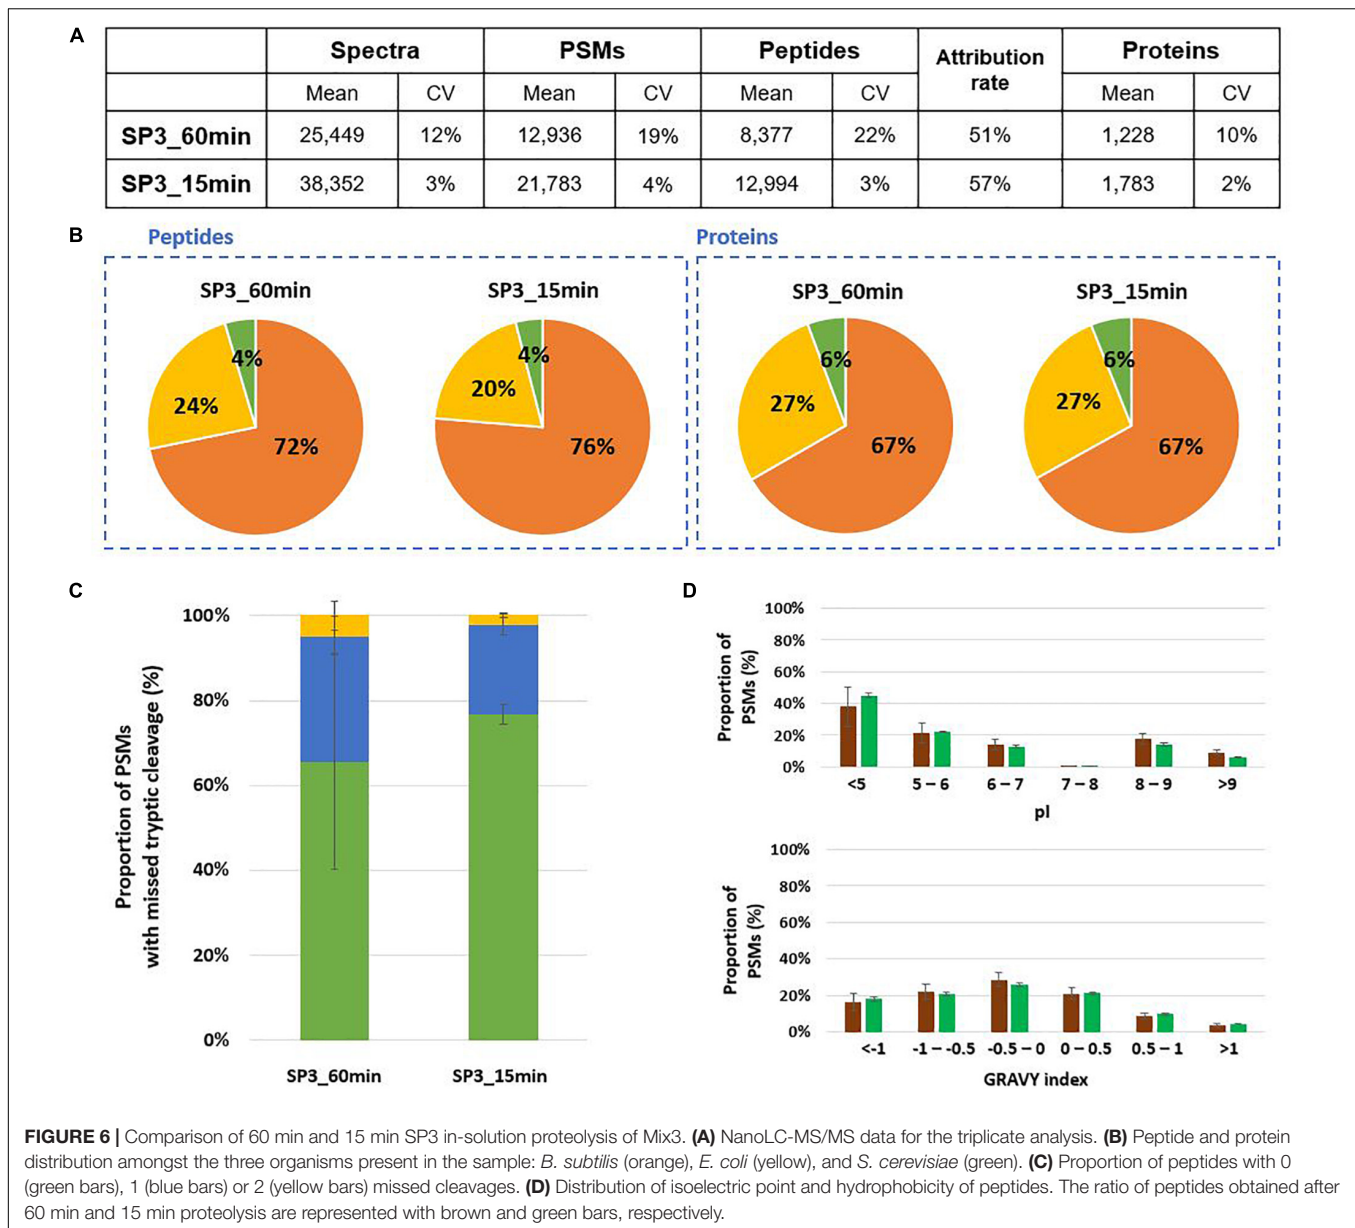 A
Spectra PSMs Peptides Attribution rate Proteins
Mean CV Mean CV Mean CV Mean CV
SP3_60min 25,449 12% 12,936 19% 8,377 22% 51% 1,228 10%
SP3_15min 38,352 3% 21,783 4% 12,994 3% 57% 1,783 2%
B
Peptides Proteins
SP3_60min SP3_15min SP3_60min SP3_15min
4% 4% 6% 6%
24% 20% 27% 27%
72% 76% 67% 67%
C
Proportion of PSMs
with missed tryptic cleavage (%)
100%
80%
60%
40%
20%
0%
SP3_60min SP3_15min
D
Proportion of
PSMs (%)
100%
80%
60%
40%
20%
0%
<5 5 – 6 6 – 7 7 – 8 8 – 9 >9
pI
Proportion of
PSMs (%)
100%
80%
60%
40%
20%
0%
<-1 -1 – -0.5 -0.5 – 0 0 – 0.5 0.5 – 1 >1
GRAVY index
FIGURE 6 | Comparison of 60 min and 15 min SP3 in-solution proteolysis of Mix3. (A) NanoLC-MS/MS data for the triplicate analysis. (B) Peptide and protein
distribution amongst the three organisms present in the sample: B. subtilis (orange), E. coli (yellow), and S. cerevisiae (green). (C) Proportion of peptides with 0
(green bars), 1 (blue bars) or 2 (yellow bars) missed cleavages. (D) Distribution of isoelectric point and hydrophobicity of peptides. The ratio of peptides obtained after
60 min and 15 min proteolysis are represented with brown and green bars, respectively.